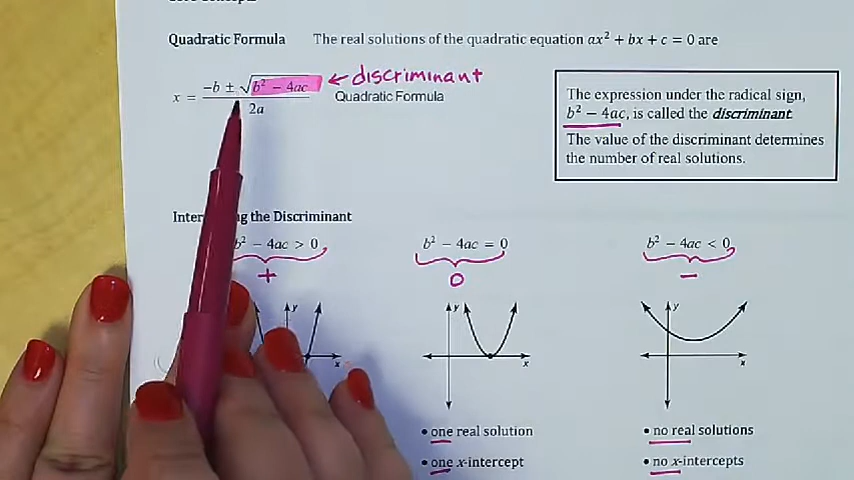 Quadratic Formula The real solutions of the quadratic equation ax² + bx + c = 0 are
x = −b ± √b² − 4ac / 2a
← discriminant
Quadratic Formula
The expression under the radical sign,
b² − 4ac, is called the discriminant.
The value of the discriminant determines
the number of real solutions.
the Discriminant
b² − 4ac > 0
+
b² − 4ac = 0
0
b² − 4ac < 0
−
y
x
y
x
y
x
• one real solution
• one x-intercept
• no real solutions
• no x-intercepts